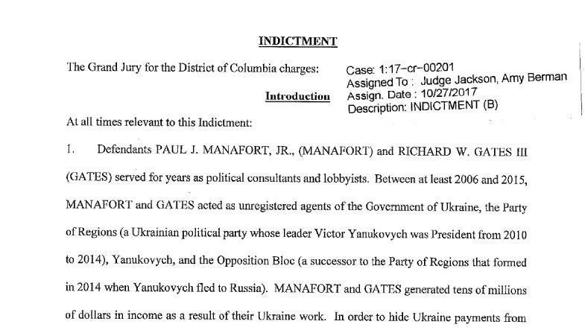 INDICTMENT
The Grand Jury for the District of Columbia charges:
Case: 1:17-cr-00201
Assigned To : Judge Jackson, Amy Berman
Assign. Date : 10/27/2017
Description: INDICTMENT (B)
Introduction
At all times relevant to this Indictment:
1. Defendants PAUL J. MANAFORT, JR., (MANAFORT) and RICHARD W. GATES III
(GATES) served for years as political consultants and lobbyists. Between at least 2006 and 2015,
MANAFORT and GATES acted as unregistered agents of the Government of Ukraine, the Party
of Regions (a Ukrainian political party whose leader Victor Yanukovych was President from 2010
to 2014), Yanukovych, and the Opposition Bloc (a successor to the Party of Regions that formed
in 2014 when Yanukovych fled to Russia). MANAFORT and GATES generated tens of millions
of dollars in income as a result of their Ukraine work. In order to hide Ukraine payments from